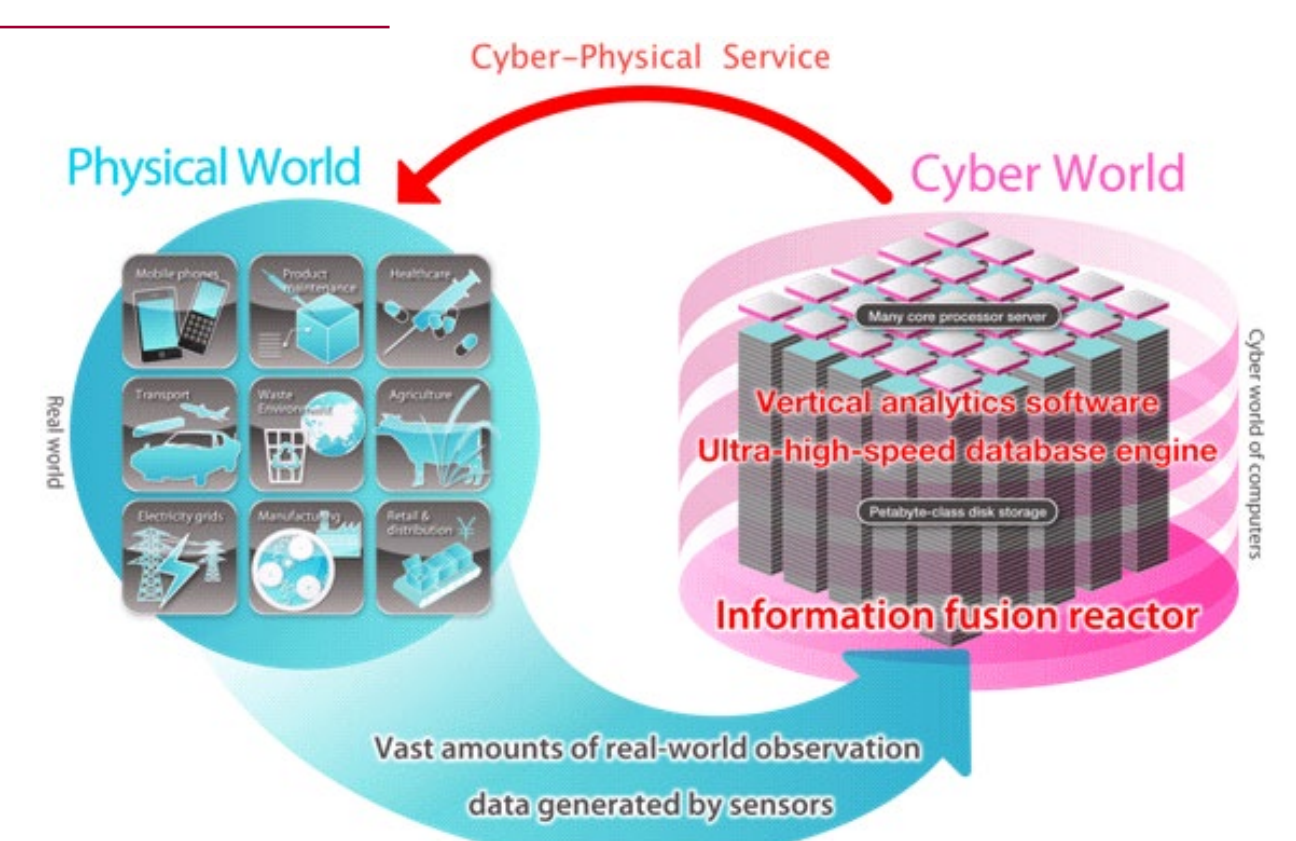 Cyber-Physical Service
Physical World
Cyber World
Mobile phones
Product
maintenance
Healthcare
Transport
Waste
Environment
Agriculture
Electricity grids
Manufacturing
Retail &
distribution
¥
Real world
Many core processor server
Vertical analytics software
Ultra-high-speed database engine
Petabyte-class disk storage
Information fusion reactor
Cyber world of computers
Vast amounts of real-world observation
data generated by sensors